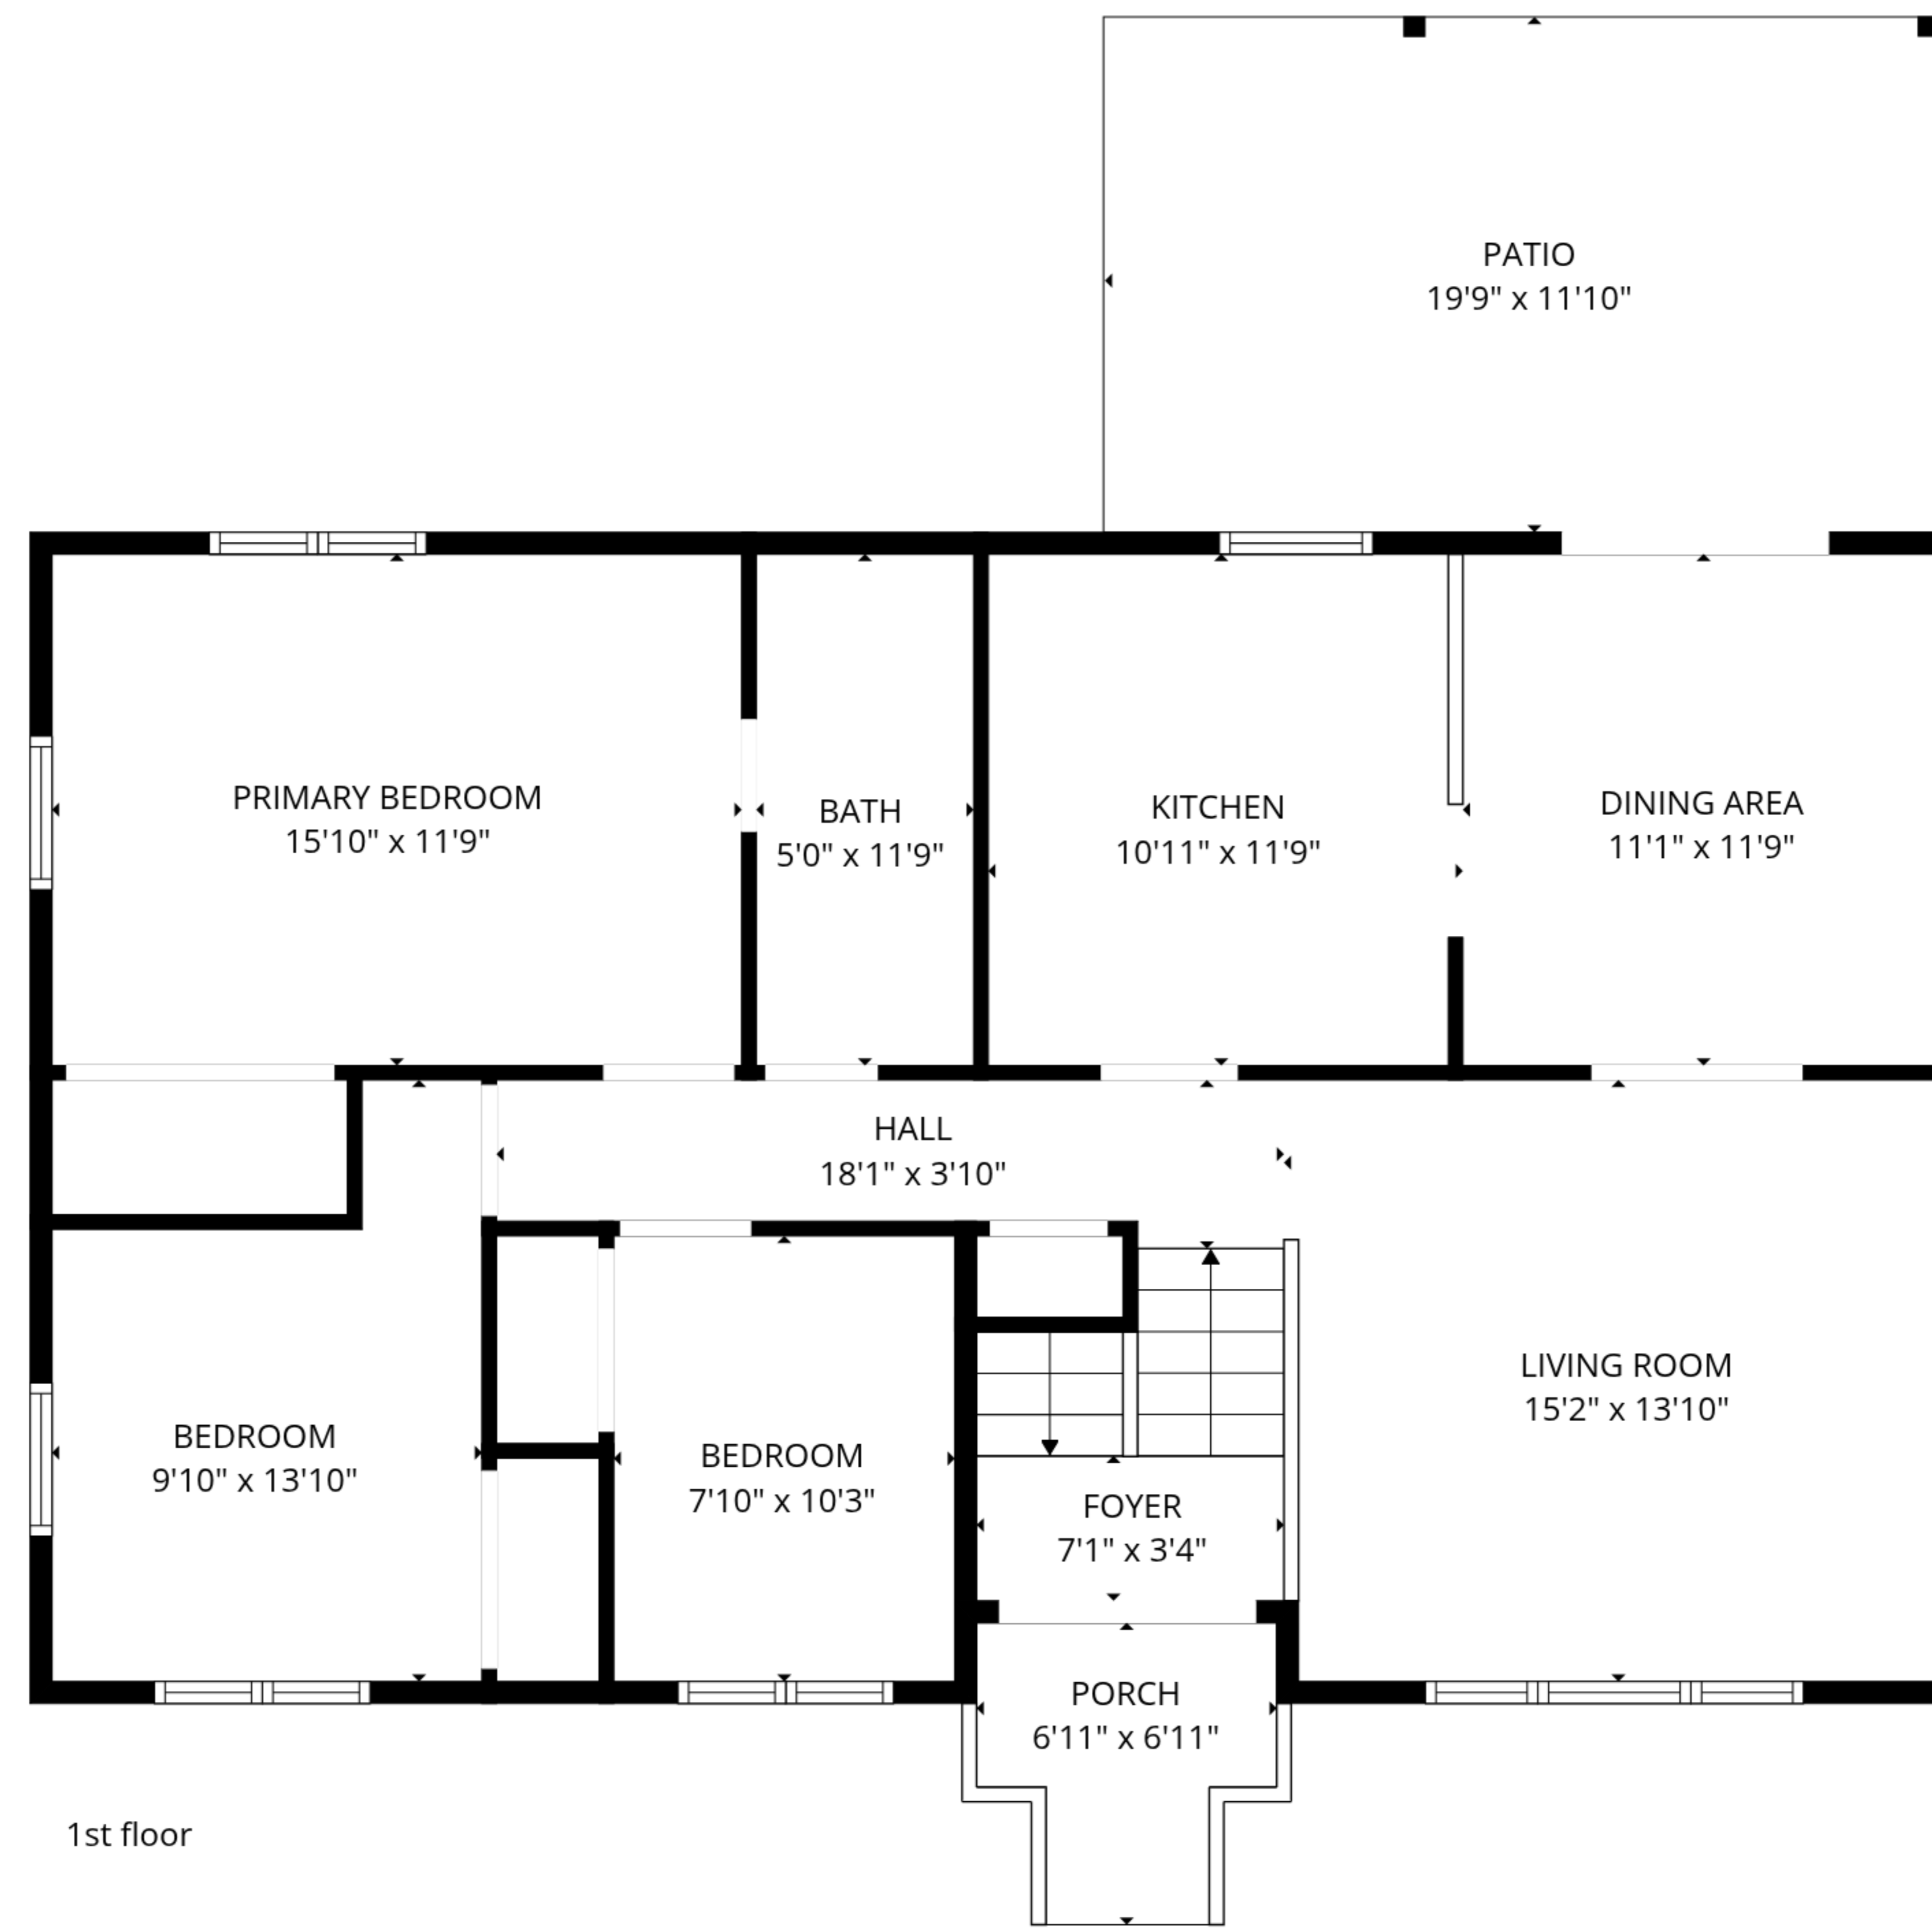 PATIO
19'9" x 11'10"
PRIMARY BEDROOM
15'10" x 11'9"
BATH
5'0" x 11'9"
KITCHEN
10'11" x 11'9"
DINING AREA
11'1" x 11'9"
HALL
18'1" x 3'10"
LIVING ROOM
15'2" x 13'10"
BEDROOM
9'10" x 13'10"
BEDROOM
7'10" x 10'3"
FOYER
7'1" x 3'4"
PORCH
6'11" x 6'11"
1st floor